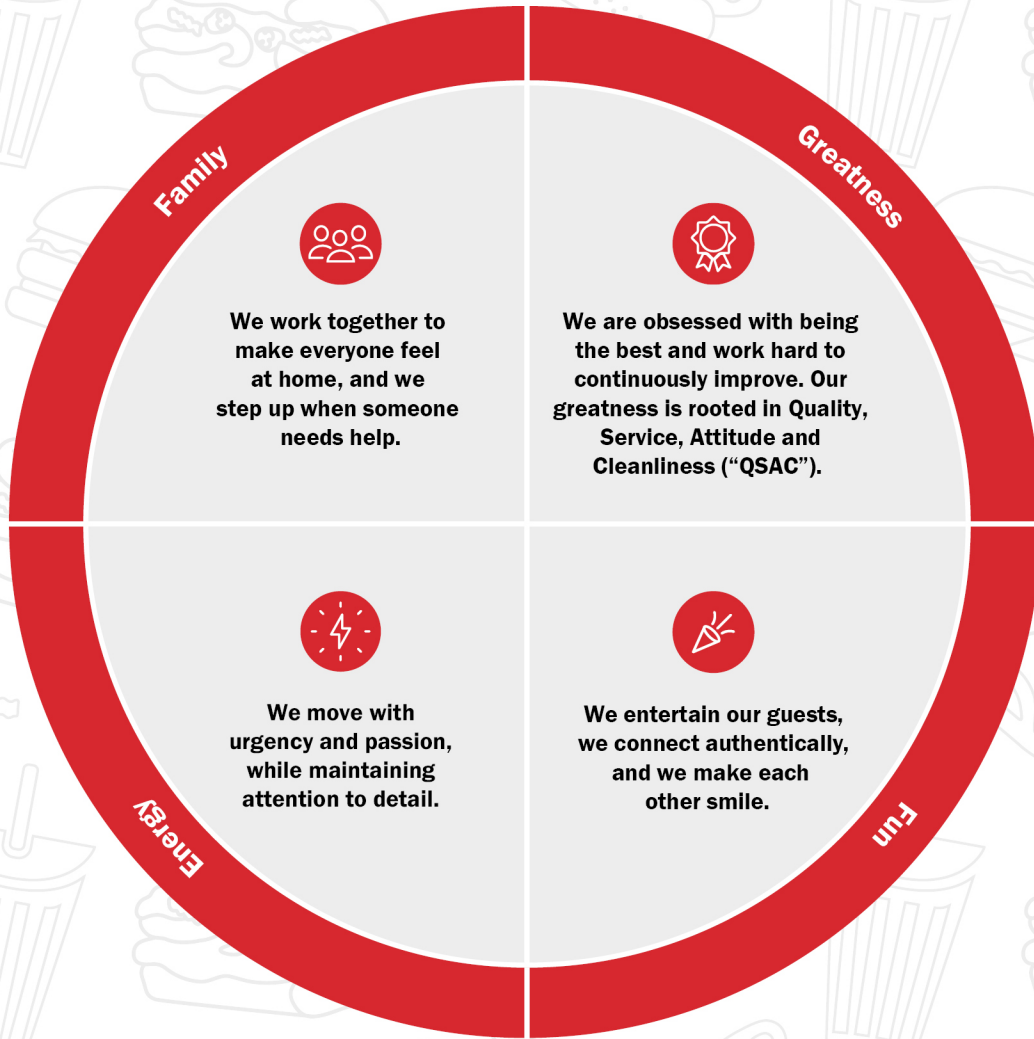 Family
We work together to
make everyone feel
at home, and we
step up when someone
needs help.
Greatness
We are obsessed with being
the best and work hard to
continuously improve. Our
greatness is rooted in Quality,
Service, Attitude and
Cleanliness (“QSAC”).
Energy
We move with
urgency and passion,
while maintaining
attention to detail.
Fun
We entertain our guests,
we connect authentically,
and we make each
other smile.